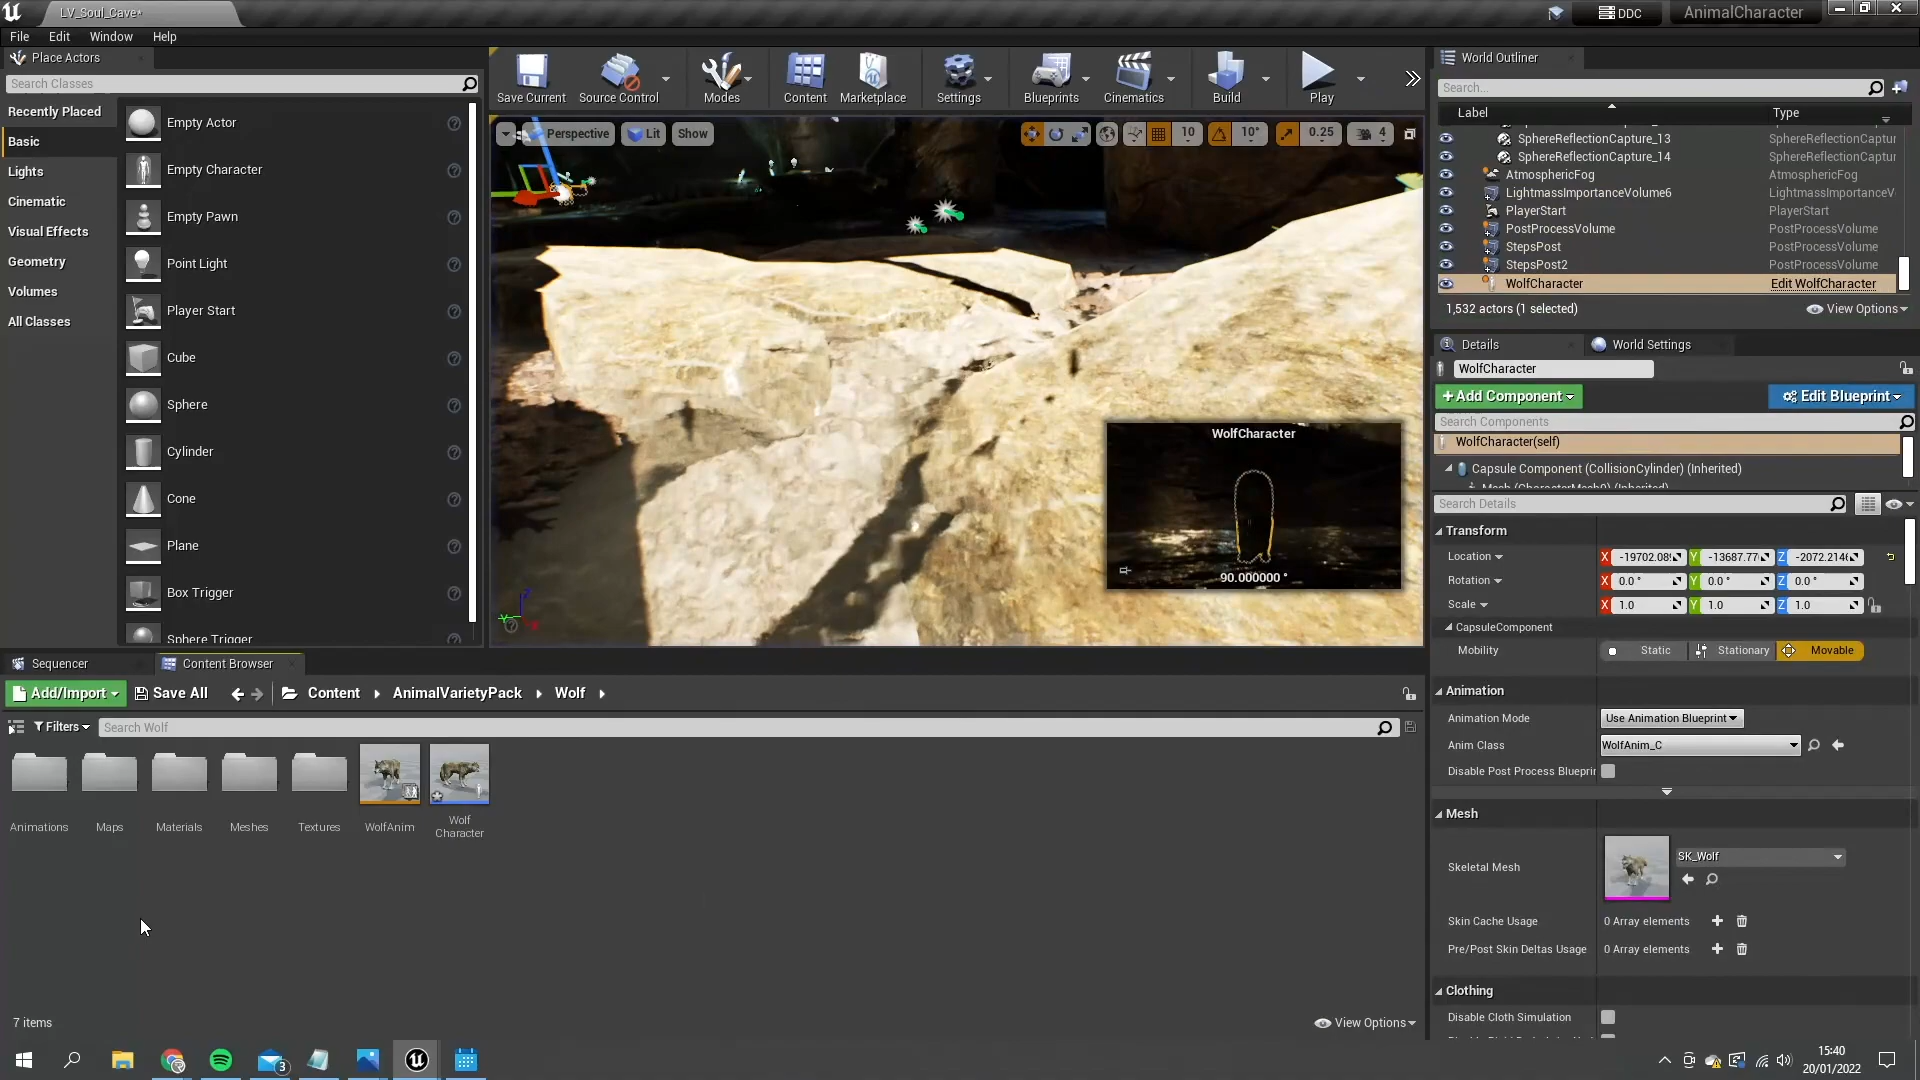 LV_Soul_Cave*
DDC
AnimalCharacter
File Edit Window Help
Place Actors
Search Classes
Recently Placed
Basic
Lights
Cinematic
Visual Effects
Geometry
Volumes
All Classes
Empty Actor
Empty Character
Empty Pawn
Point Light
Player Start
Cube
Sphere
Cylinder
Cone
Plane
Box Trigger
Sphere Trigger
Save Current Source Control Modes Content Marketplace Settings Blueprints Cinematics Build Play
Perspective Lit Show 10 10° 0.25 4
WolfCharacter
90.000000 °
World Outliner
Search...
Label Type
SphereReflectionCapture_13 SphereReflectionCaptur
SphereReflectionCapture_14 SphereReflectionCaptur
AtmosphericFog AtmosphericFog
LightmassImportanceVolume6 LightmassImportanceV
PlayerStart PlayerStart
PostProcessVolume PostProcessVolume
StepsPost PostProcessVolume
StepsPost2 PostProcessVolume
WolfCharacter Edit WolfCharacter
1,532 actors (1 selected) View Options
Details World Settings
WolfCharacter
+Add Component Edit Blueprint
Search Components
WolfCharacter(self)
Capsule Component (CollisionCylinder) (Inherited)
Mesh (CharacterMesh0) (Inherited)
Search Details
Transform
Location X -19702.08 Y -13687.77 Z -2072.214
Rotation X 0.0 ° Y 0.0 ° Z 0.0 °
Scale X 1.0 Y 1.0 Z 1.0
CapsuleComponent
Mobility Static Stationary Movable
Animation
Animation Mode Use Animation Blueprint
Anim Class WolfAnim_C
Disable Post Process Blueprin
Mesh
Skeletal Mesh SK_Wolf
Skin Cache Usage 0 Array elements
Pre/Post Skin Deltas Usage 0 Array elements
Clothing
Disable Cloth Simulation
Sequencer Content Browser
Add/Import Save All Content AnimalVarietyPack Wolf
Filters Search Wolf
Animations Maps Materials Meshes Textures WolfAnim Wolf
Character
7 items View Options
3
15:40
20/01/2022